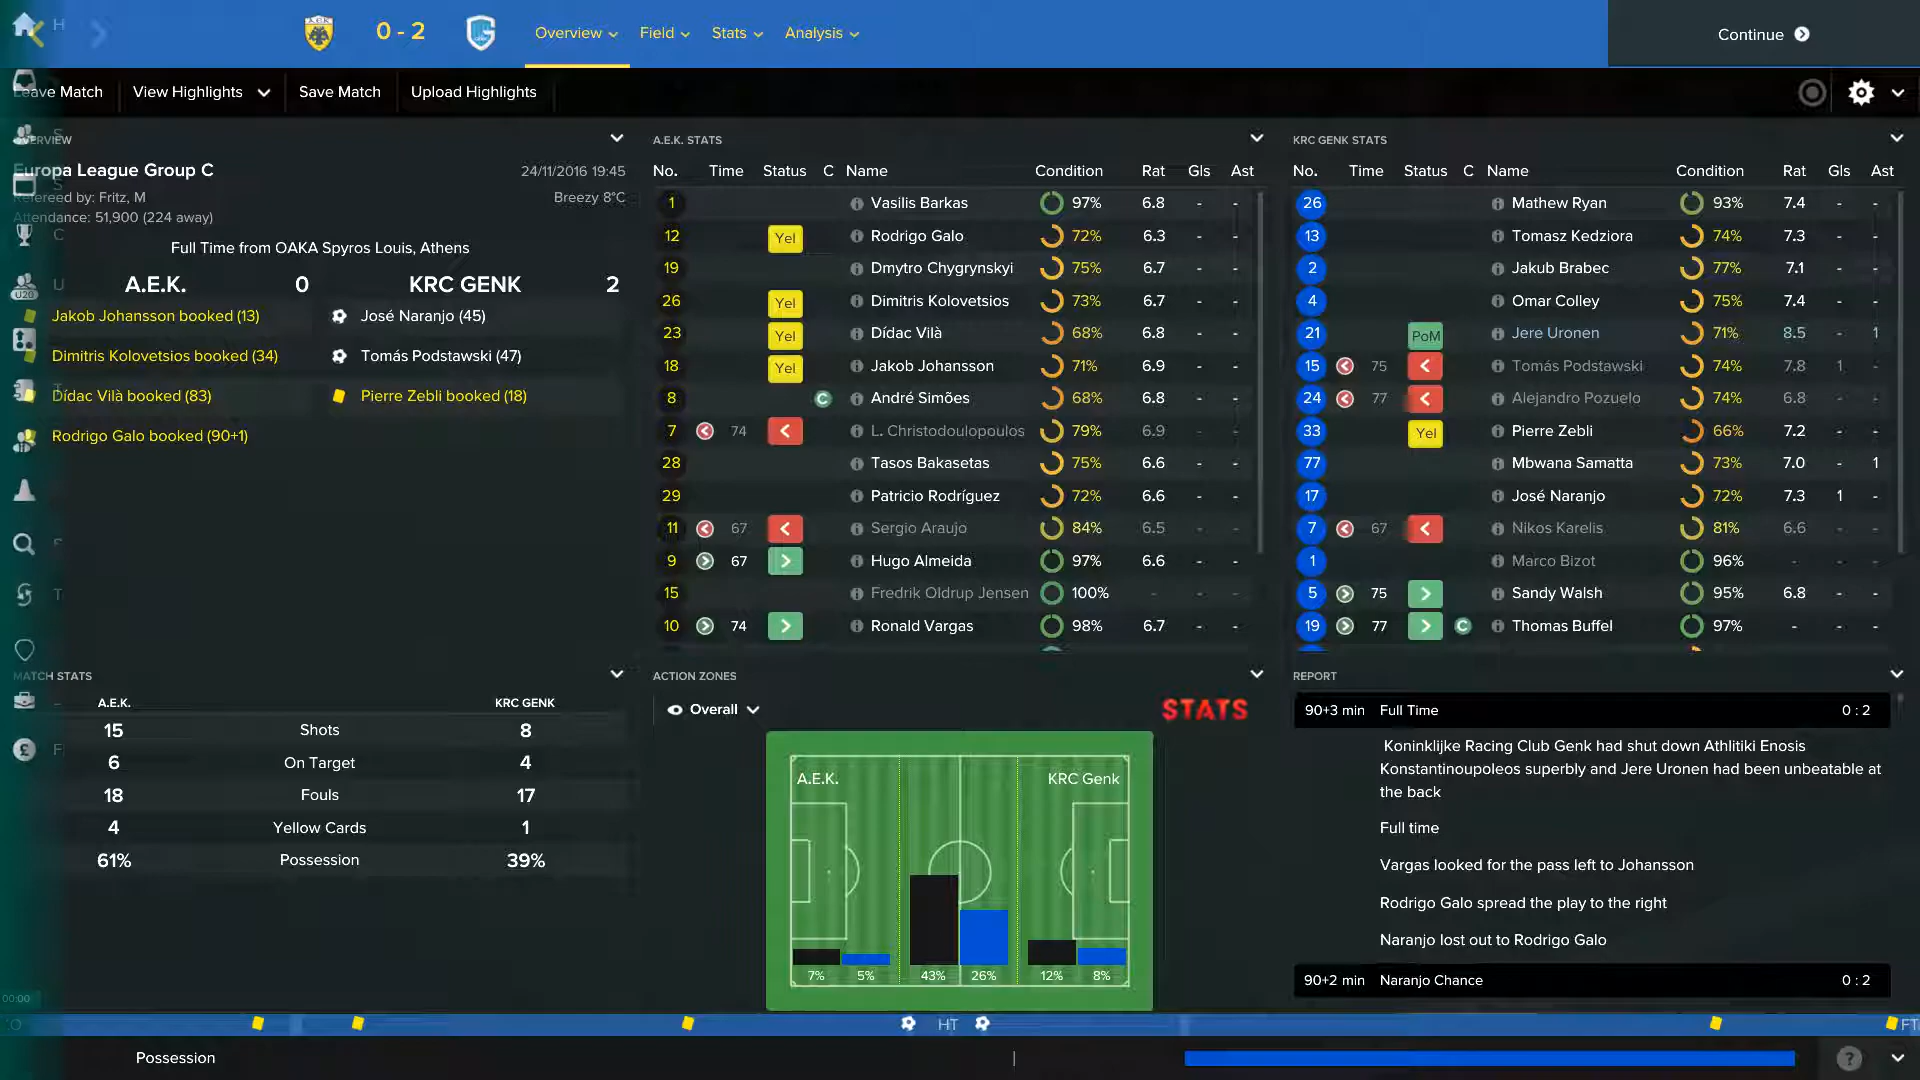 0 - 2
Overview
Field
Stats
Analysis
Continue
Leave Match
View Highlights
Save Match
Upload Highlights
OVERVIEW
Europa League Group C
24/11/2016 19:45
Refereed by: Fritz, M
Breezy 8°C
Attendance: 51,900 (224 away)
Full Time from OAKA Spyros Louis, Athens
A.E.K. 0 KRC GENK 2
Jakob Johansson booked (13)
José Naranjo (45)
Dimitris Kolovetsios booked (34)
Tomás Podstawski (47)
Dídac Vilà booked (83)
Pierre Zebli booked (18)
Rodrigo Galo booked (90+1)
A.E.K. STATS
No. Time Status C Name Condition Rat Gls Ast
1 Vasilis Barkas 97% 6.8 - -
12 Yel Rodrigo Galo 72% 6.3 - -
19 Dmytro Chygrynskyi 75% 6.7 - -
26 Yel Dimitris Kolovetsios 73% 6.7 - -
23 Yel Dídac Vilà 68% 6.8 - -
18 Yel Jakob Johansson 71% 6.9 - -
8 C André Simões 68% 6.8 - -
7 74 L. Christodoulopoulos 79% 6.9 - -
28 Tasos Bakasetas 75% 6.6 - -
29 Patricio Rodríguez 72% 6.6 - -
11 67 Sergio Araujo 84% 6.5 - -
9 67 Hugo Almeida 97% 6.6 - -
15 Fredrik Oldrup Jensen 100% - - -
10 74 Ronald Vargas 98% 6.7 - -
KRC GENK STATS
No. Time Status C Name Condition Rat Gls Ast
26 Mathew Ryan 93% 7.4 - -
13 Tomasz Kedziora 74% 7.3 - -
2 Jakub Brabec 77% 7.1 - -
4 Omar Colley 75% 7.4 - -
21 PoM Jere Uronen 71% 8.5 - 1
15 75 Tomás Podstawski 74% 7.8 1 -
24 77 Alejandro Pozuelo 74% 6.8 - -
33 Yel Pierre Zebli 66% 7.2 - -
77 Mbwana Samatta 73% 7.0 - 1
17 José Naranjo 72% 7.3 1 -
7 67 Nikos Karelis 81% 6.6 - -
1 Marco Bizot 96% - - -
5 75 Sandy Walsh 95% 6.8 - -
19 77 C Thomas Buffel 97% - - -
MATCH STATS
A.E.K. KRC GENK
15 Shots 8
6 On Target 4
18 Fouls 17
4 Yellow Cards 1
61% Possession 39%
ACTION ZONES
Overall
STATS
A.E.K. KRC Genk
7% 5% 43% 26% 12% 8%
REPORT
90+3 min Full Time 0 : 2
Koninklijke Racing Club Genk had shut down Athlitiki Enosis
Konstantinoupoleos superbly and Jere Uronen had been unbeatable at
the back
Full time
Vargas looked for the pass left to Johansson
Rodrigo Galo spread the play to the right
Naranjo lost out to Rodrigo Galo
90+2 min Naranjo Chance 0 : 2
00:00
HT
FT
Possession
?